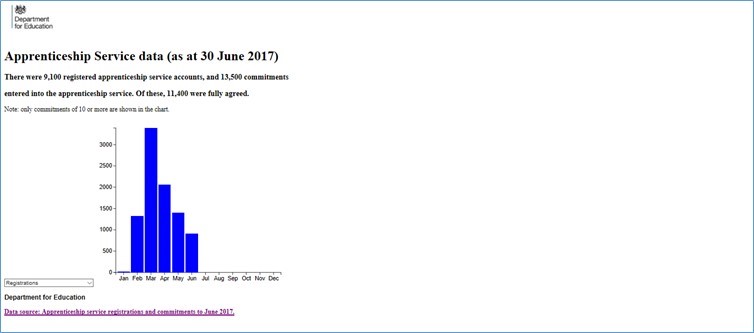 Department
for Education
Apprenticeship Service data (as at 30 June 2017)
There were 9,100 registered apprenticeship service accounts, and 13,500 commitments
entered into the apprenticeship service. Of these, 11,400 were fully agreed.
Note: only commitments of 10 or more are shown in the chart.
3000
2500
2000
1500
1000
500
0
Jan Feb Mar Apr May Jun Jul Aug Sep Oct Nov Dec
Registrations
Department for Education
Data source: Apprenticeship service registrations and commitments to June 2017.